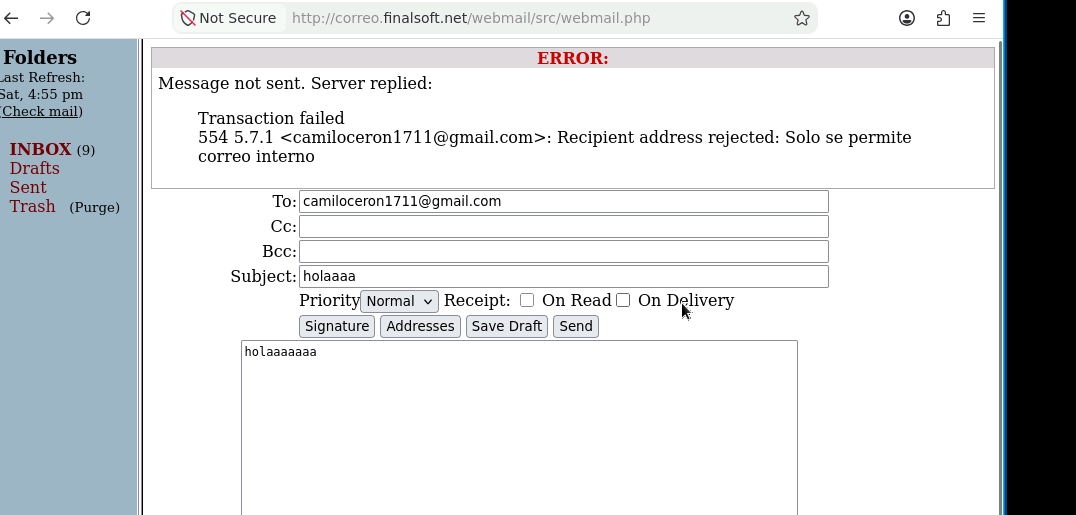 Not Secure http://correo.finalsoft.net/webmail/src/webmail.php
Folders
Last Refresh:
Sat, 4:55 pm
(Check mail)
INBOX (9)
Drafts
Sent
Trash (Purge)
ERROR:
Message not sent. Server replied:
Transaction failed
554 5.7.1 <camiloceron1711@gmail.com>: Recipient address rejected: Solo se permite
correo interno
To: camiloceron1711@gmail.com
Cc:
Bcc:
Subject: holaaaa
Priority Normal Receipt: On Read On Delivery
Signature Addresses Save Draft Send
holaaaaaaa